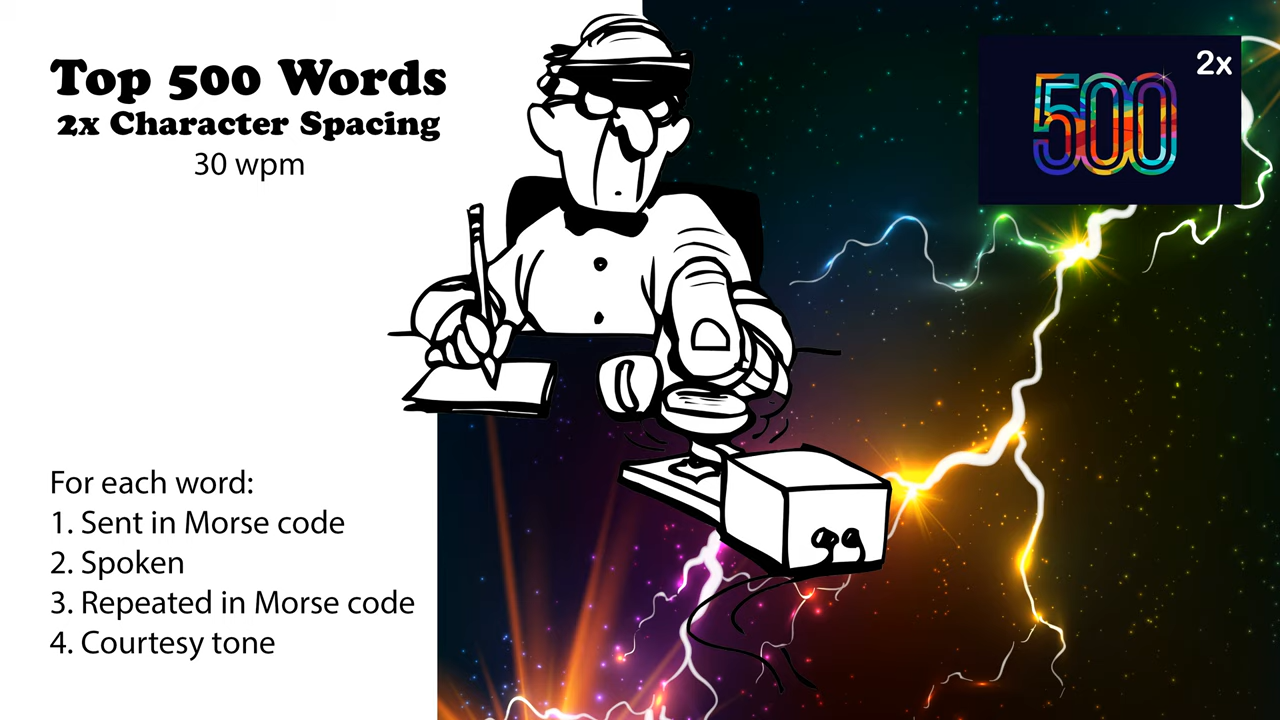 Top 500 Words
2x Character Spacing
30 wpm
2x
500
For each word:
1. Sent in Morse code
2. Spoken
3. Repeated in Morse code
4. Courtesy tone